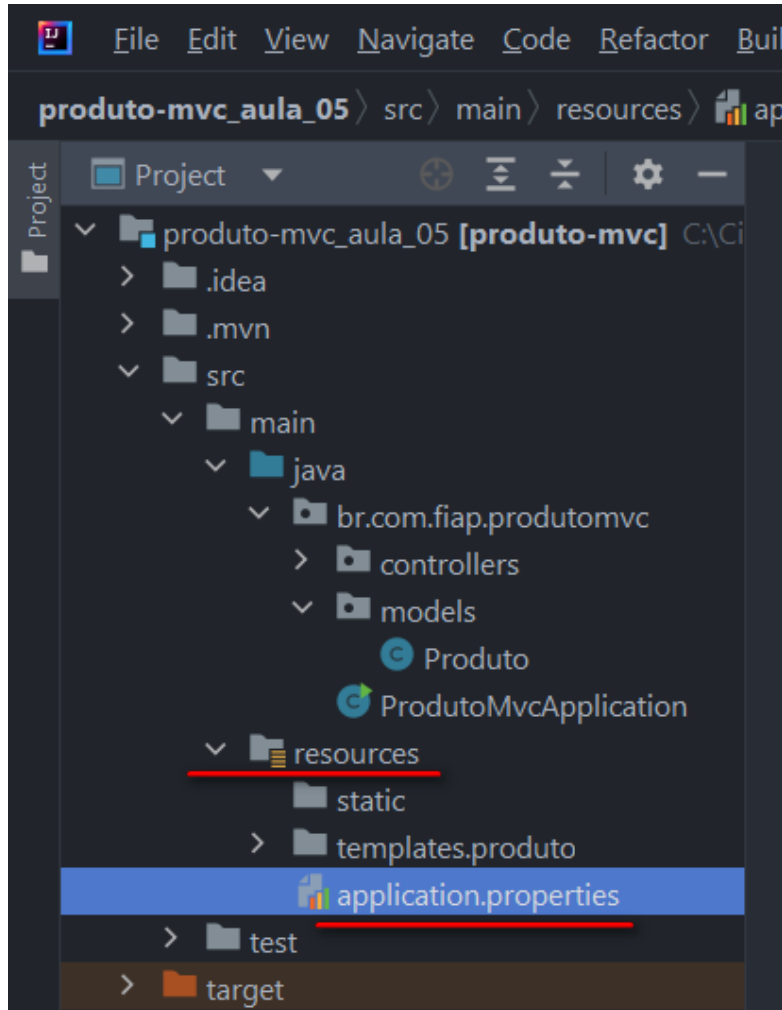 IJ File Edit View Navigate Code Refactor Buil
produto-mvc_aula_05 〉 src 〉 main 〉 resources 〉 ap
Project
Project
produto-mvc_aula_05 [produto-mvc] C:\Ci
.idea
.mvn
src
main
java
br.com.fiap.produtomvc
controllers
models
C Produto
C ProdutoMvcApplication
resources
static
templates.produto
application.properties
test
target